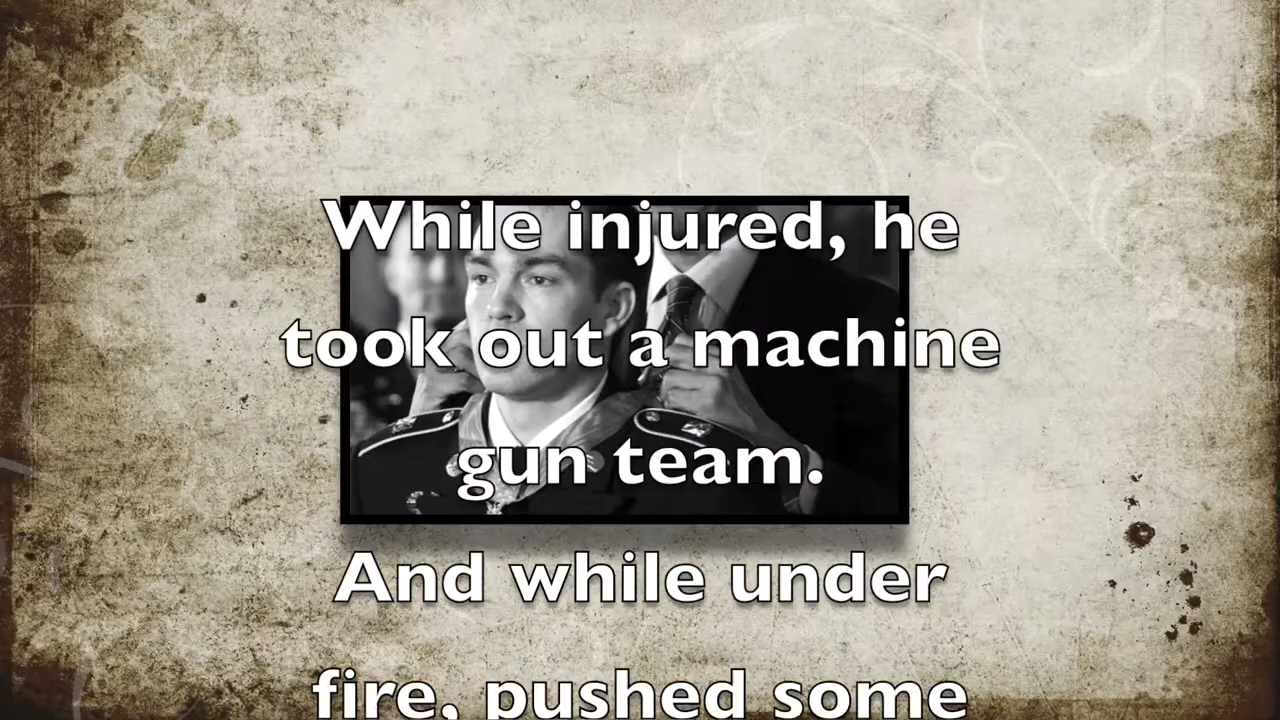 While injured, he
took out a machine
gun team.
And while under
fire, pushed some